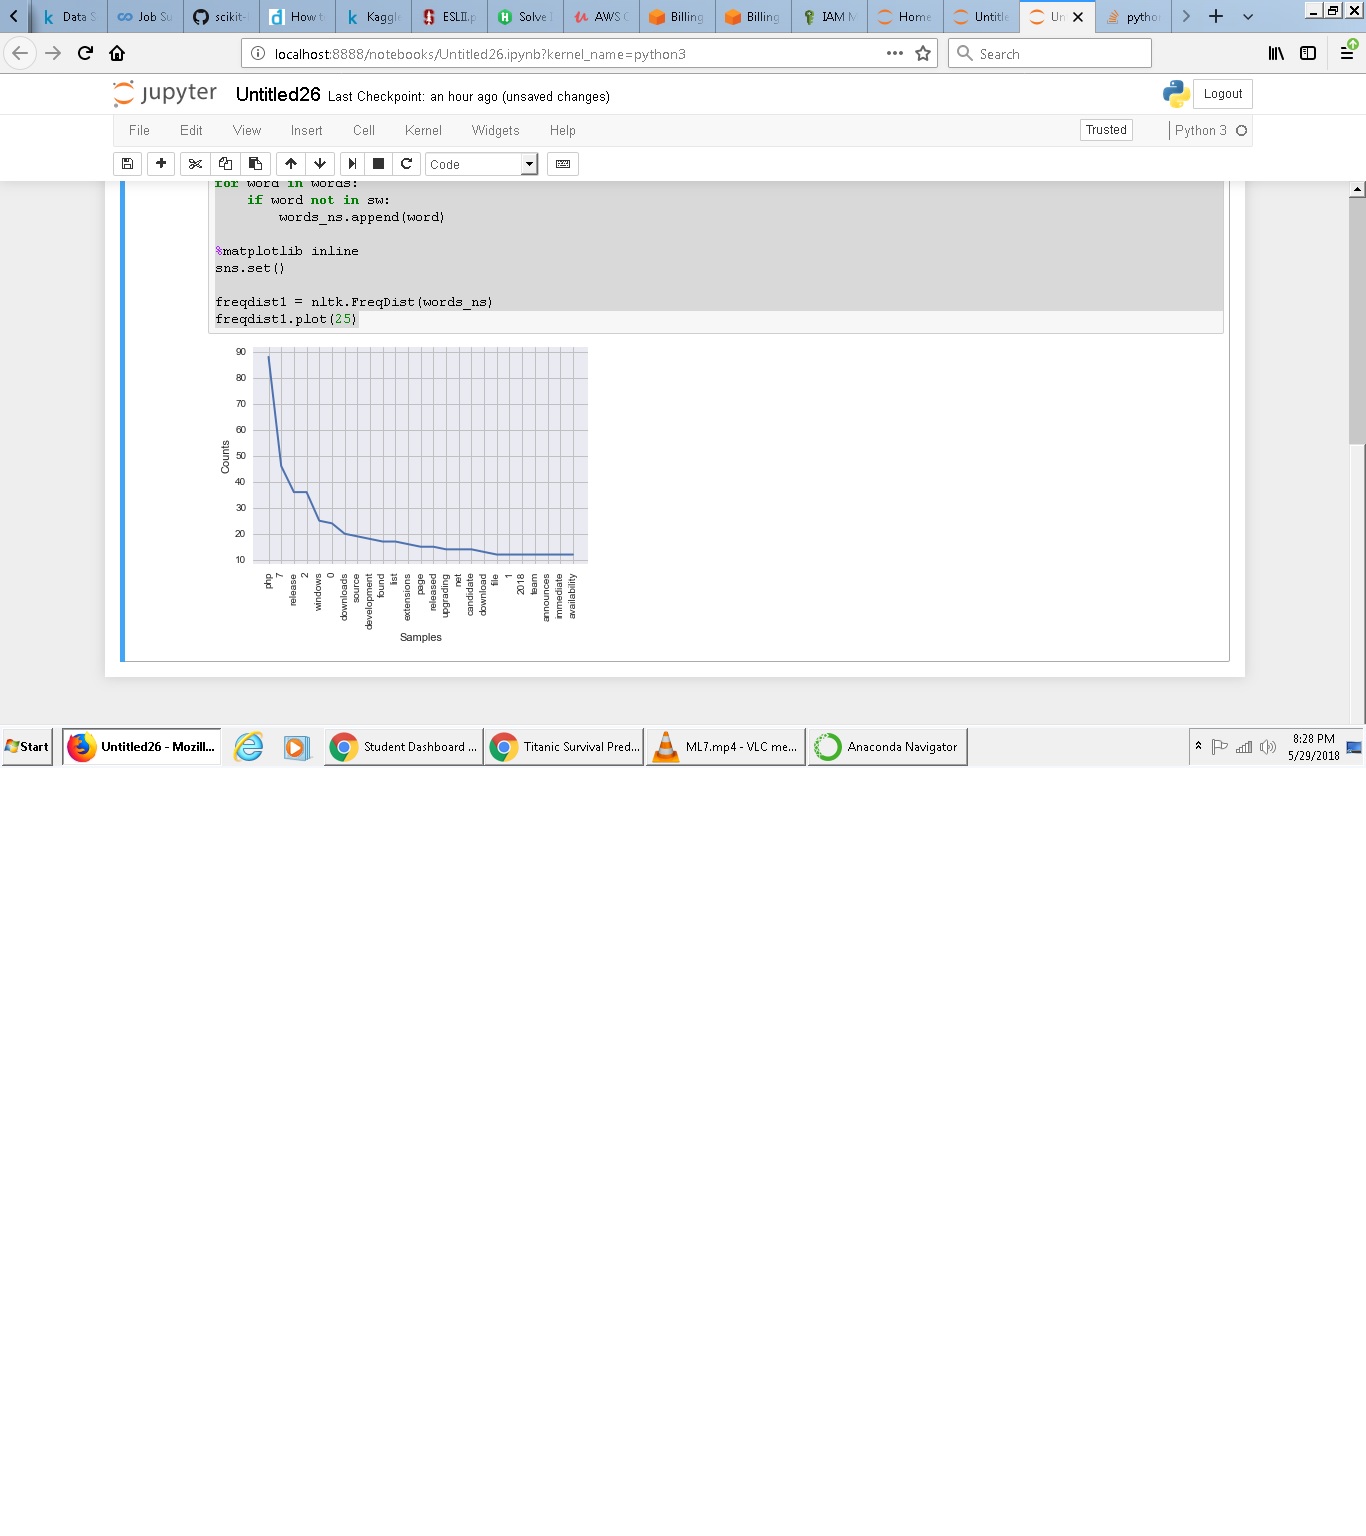 Data S
Job Su
scikit-
How t
Kaggl
ESLII.p
Solve
AWS C
Billing
Billing
IAM M
Home
Untitle
Un
pytho
localhost:8888/notebooks/Untitled26.ipynb?kernel_name=python3
Search
jupyter Untitled26 Last Checkpoint: an hour ago (unsaved changes)
Logout
File Edit View Insert Cell Kernel Widgets Help
Trusted
Python 3
Code
for word in words:
if word not in sw:
words_ns.append(word)
%matplotlib inline
sns.set()
freqdist1 = nltk.FreqDist(words_ns)
freqdist1.plot(25)
90
80
70
60
50
40
30
20
10
Counts
php
7
release
2
windows
0
downloads
source
development
found
list
extensions
page
released
upgrading
net
candidate
download
file
1
2018
team
announces
immediate
availability
Samples
Start
Untitled26 - Mozill...
Student Dashboard ...
Titanic Survival Pred...
ML7.mp4 - VLC me...
Anaconda Navigator
8:28 PM
5/29/2018